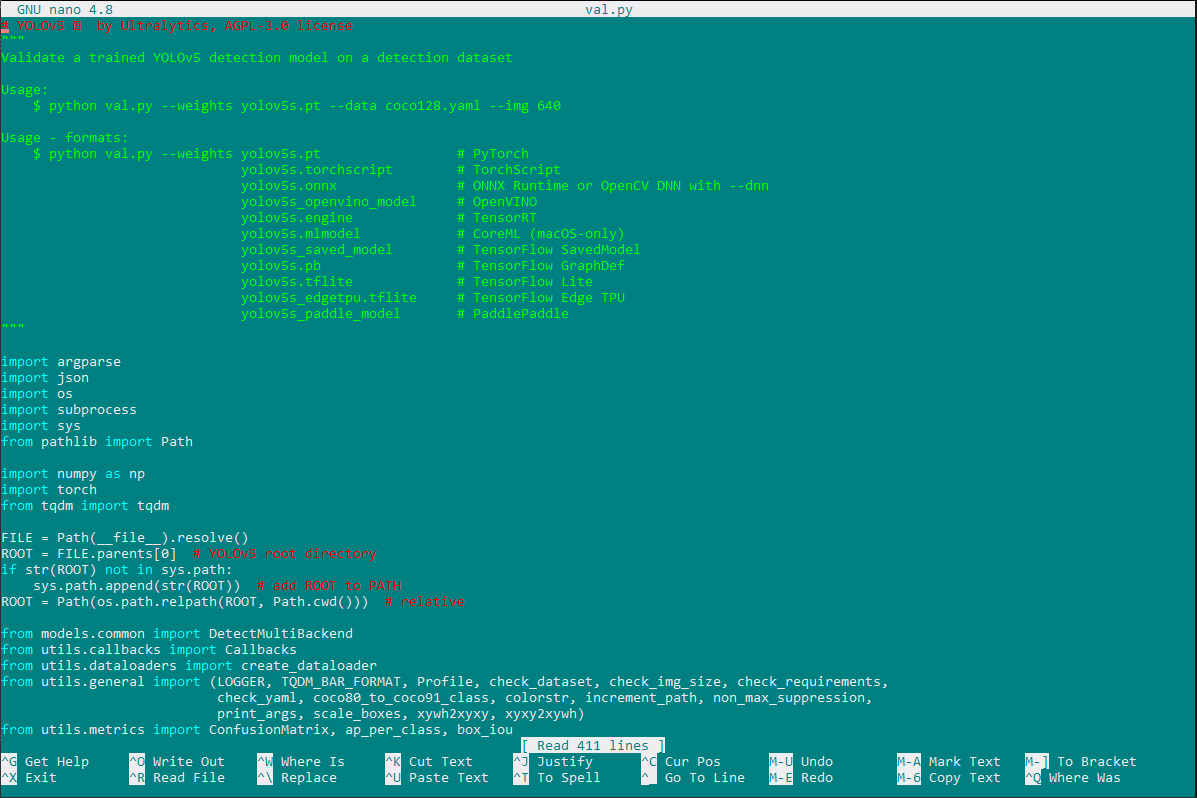 GNU nano 4.8 val.py
# YOLOv5 by Ultralytics, AGPL-3.0 license
"""
Validate a trained YOLOv5 detection model on a detection dataset
Usage:
    $ python val.py --weights yolov5s.pt --data coco128.yaml --img 640
Usage - formats:
    $ python val.py --weights yolov5s.pt                 # PyTorch
                              yolov5s.torchscript        # TorchScript
                              yolov5s.onnx               # ONNX Runtime or OpenCV DNN with --dnn
                              yolov5s_openvino_model     # OpenVINO
                              yolov5s.engine             # TensorRT
                              yolov5s.mlmodel            # CoreML (macOS-only)
                              yolov5s_saved_model        # TensorFlow SavedModel
                              yolov5s.pb                 # TensorFlow GraphDef
                              yolov5s.tflite             # TensorFlow Lite
                              yolov5s_edgetpu.tflite     # TensorFlow Edge TPU
                              yolov5s_paddle_model       # PaddlePaddle
"""
import argparse
import json
import os
import subprocess
import sys
from pathlib import Path
import numpy as np
import torch
from tqdm import tqdm
FILE = Path(__file__).resolve()
ROOT = FILE.parents[0]  # YOLOv5 root directory
if str(ROOT) not in sys.path:
    sys.path.append(str(ROOT))  # add ROOT to PATH
ROOT = Path(os.path.relpath(ROOT, Path.cwd()))  # relative
from models.common import DetectMultiBackend
from utils.callbacks import Callbacks
from utils.dataloaders import create_dataloader
from utils.general import (LOGGER, TQDM_BAR_FORMAT, Profile, check_dataset, check_img_size, check_requirements,
                           check_yaml, coco80_to_coco91_class, colorstr, increment_path, non_max_suppression,
                           print_args, scale_boxes, xywh2xyxy, xyxy2xywh)
from utils.metrics import ConfusionMatrix, ap_per_class, box_iou
[ Read 411 lines ]
^G Get Help ^O Write Out ^W Where Is ^K Cut Text ^J Justify ^C Cur Pos M-U Undo M-A Mark Text M-] To Bracket
^X Exit ^R Read File ^\ Replace ^U Paste Text ^T To Spell ^_ Go To Line M-E Redo M-6 Copy Text ^Q Where Was